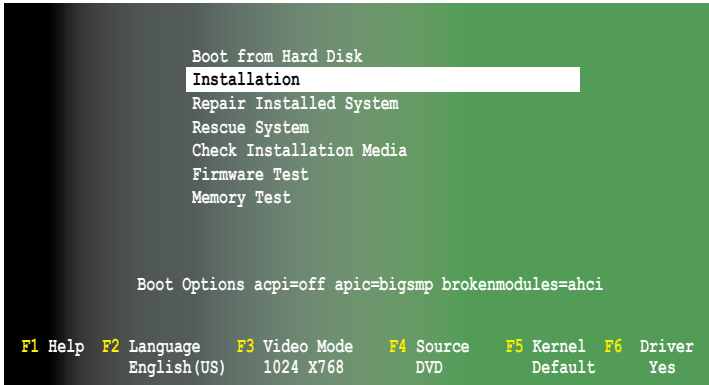 Boot from Hard Disk
Installation
Repair Installed System
Rescue System
Check Installation Media
Firmware Test
Memory Test
Boot Options acpi=off apic=bigsmp brokenmodules=ahci
F1 Help F2 Language F3 Video Mode F4 Source F5 Kernel F6 Driver
English(US) 1024 X768 DVD Default Yes